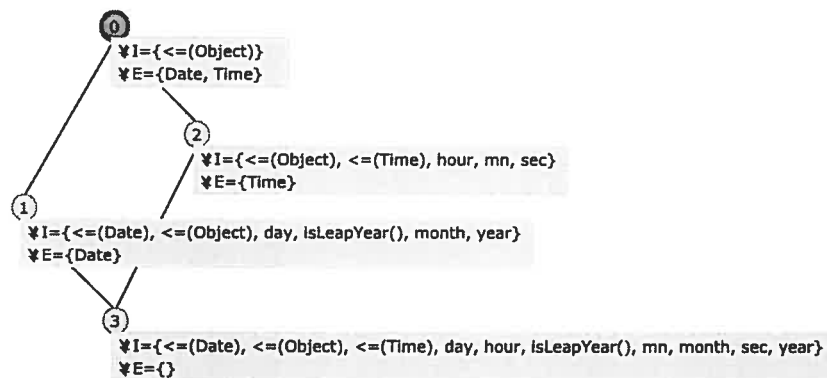 0
¥I={<=(Object)}
¥E={Date, Time}
2
¥I={<=(Object), <=(Time), hour, mn, sec}
¥E={Time}
1
¥I={<=(Date), <=(Object), day, isLeapYear(), month, year}
¥E={Date}
3
¥I={<=(Date), <=(Object), <=(Time), day, hour, isLeapYear(), mn, month, sec, year}
¥E={}